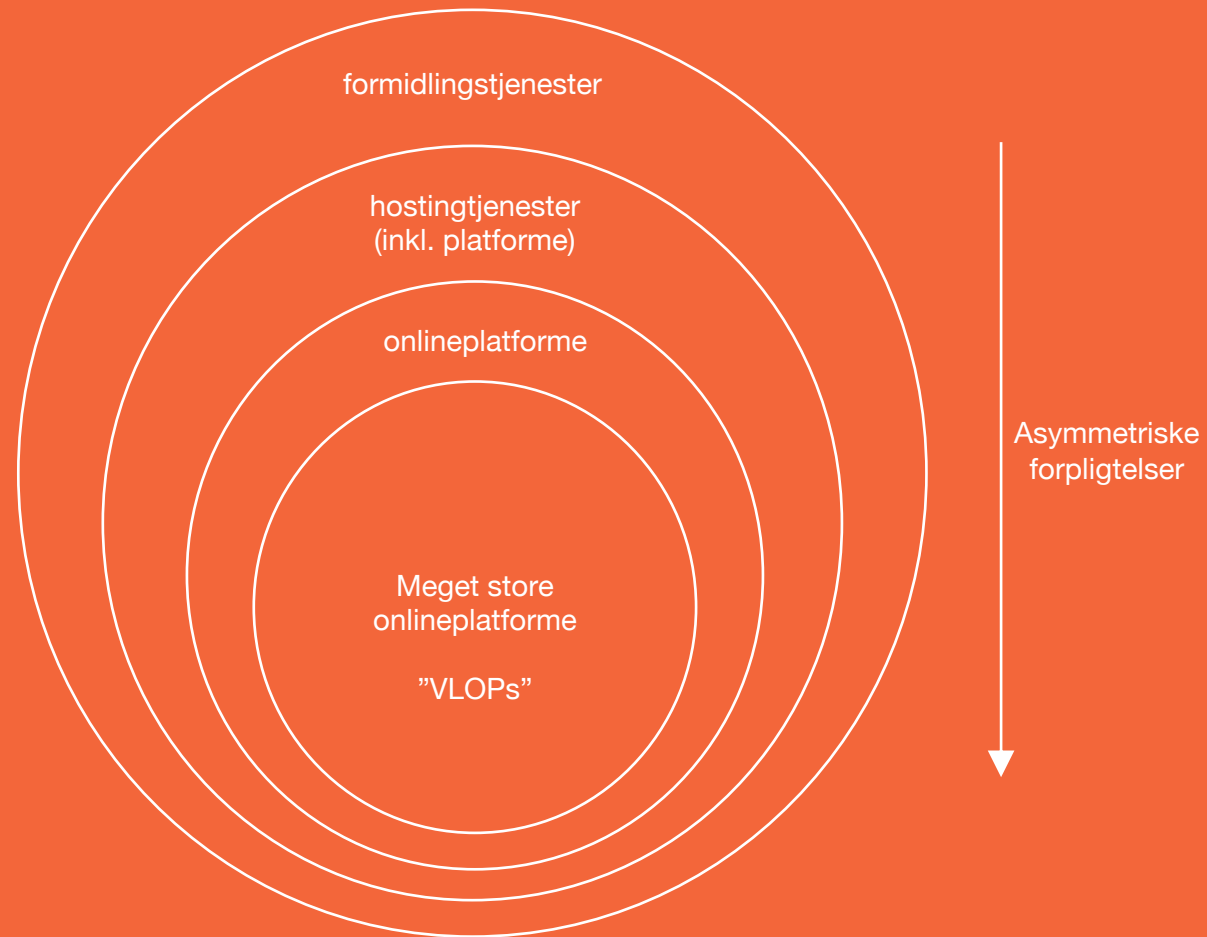 formidlingstjenester
hostingtjenester
(inkl. platforme)
onlineplatforme
Meget store
onlineplatforme
”VLOPs”
Asymmetriske
forpligtelser